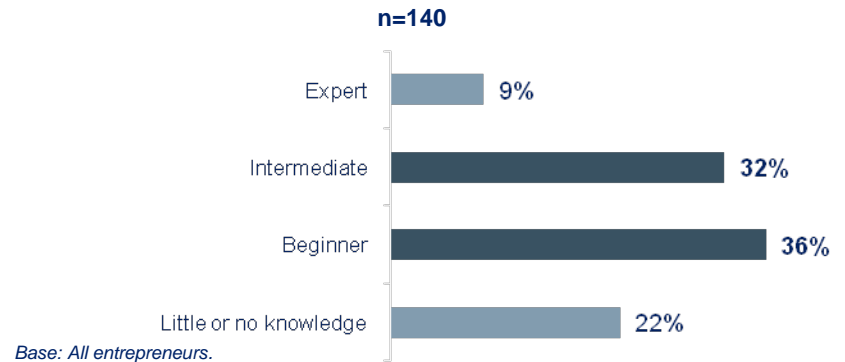 n=140
Expert 9%
Intermediate 32%
Beginner 36%
Little or no knowledge 22%
Base: All entrepreneurs.